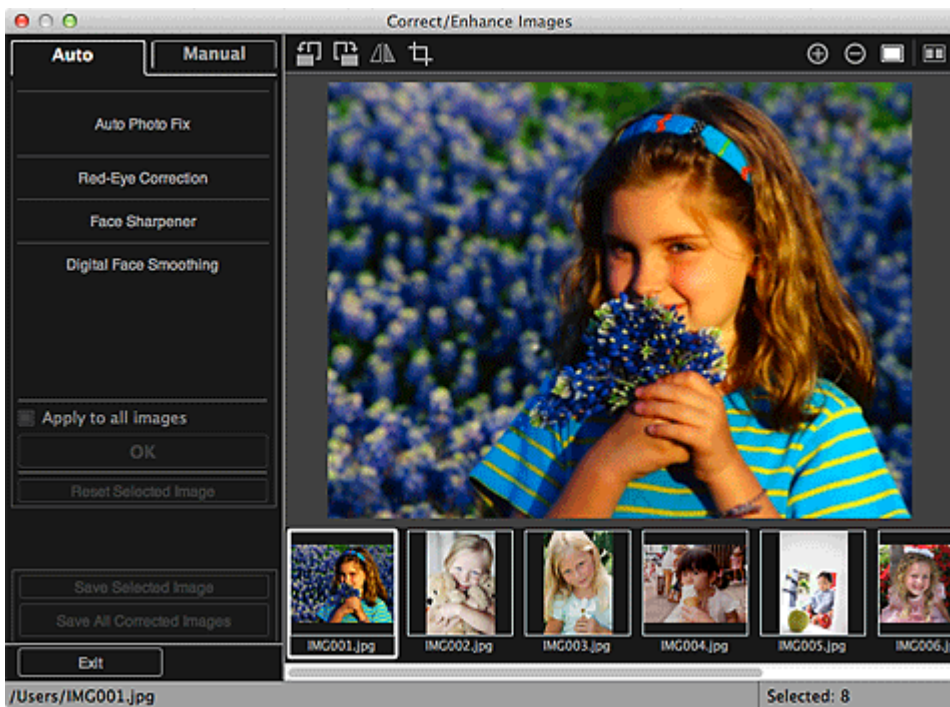 Correct/Enhance Images
Auto
Manual
Auto Photo Fix
Red-Eye Correction
Face Sharpener
Digital Face Smoothing
Apply to all images
OK
Reset Selected Image
Save Selected Image
Save All Corrected Images
Exit
IMG001.jpg
IMG002.jpg
IMG003.jpg
IMG004.jpg
IMG005.jpg
IMG006.j
/Users/IMG001.jpg
Selected: 8